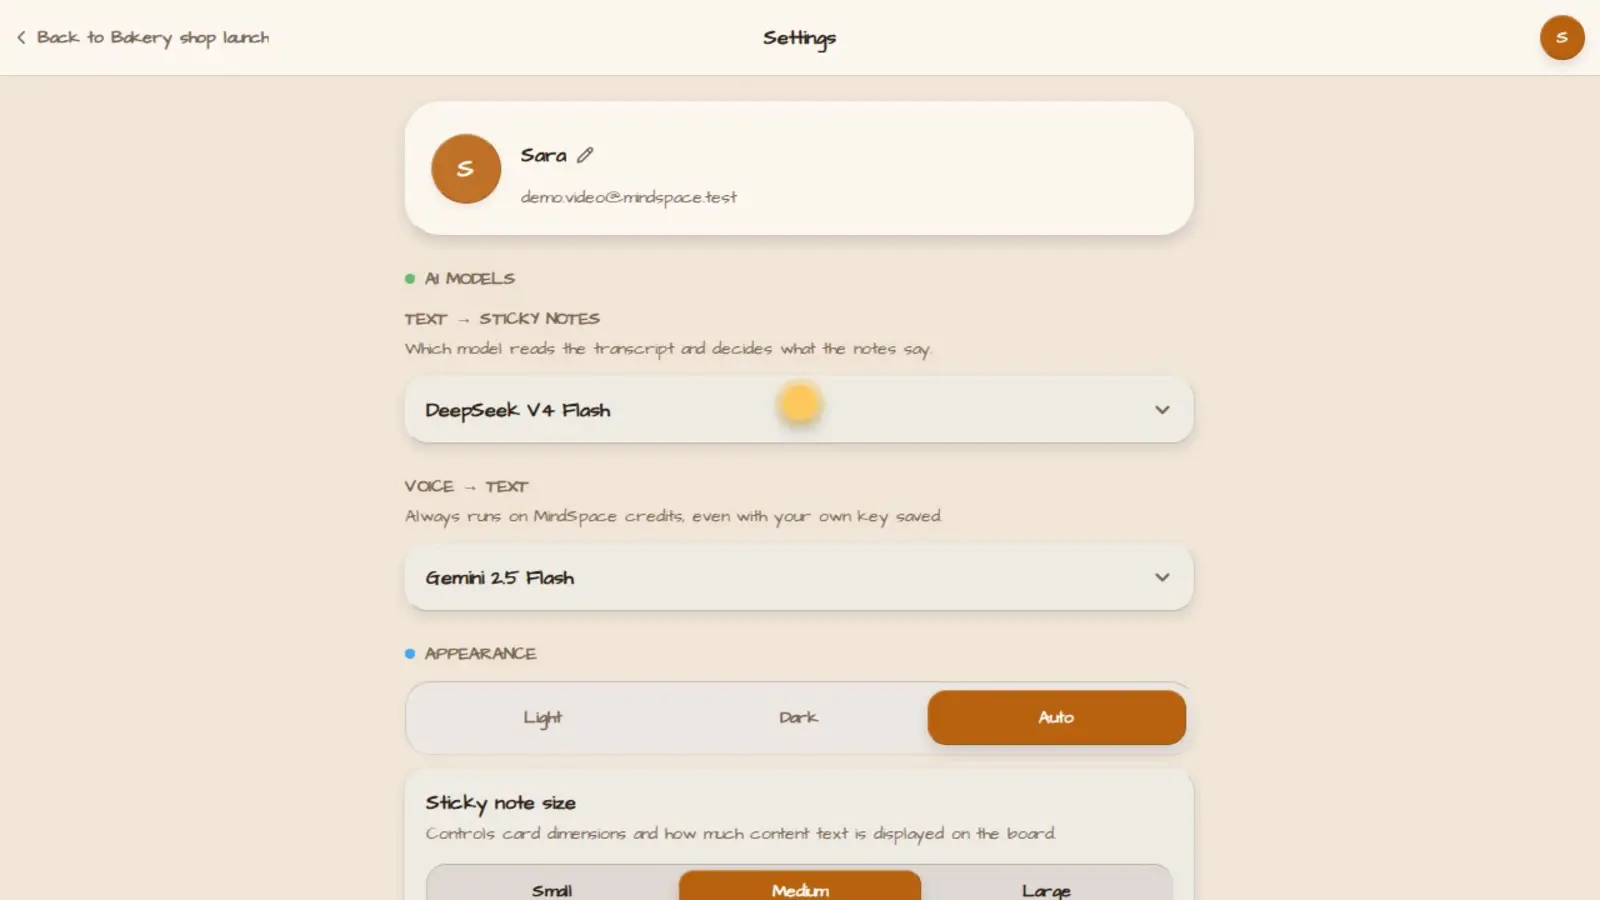 Back to Bakery shop launch
Settings
S
S
Sara
demo.video@mindspace.test
AI MODELS
TEXT → STICKY NOTES
Which model reads the transcript and decides what the notes say.
DeepSeek V4 Flash
VOICE → TEXT
Always runs on MindSpace credits, even with your own key saved.
Gemini 2.5 Flash
APPEARANCE
Light
Dark
Auto
Sticky note size
Controls card dimensions and how much content text is displayed on the board.
Small
Medium
Large